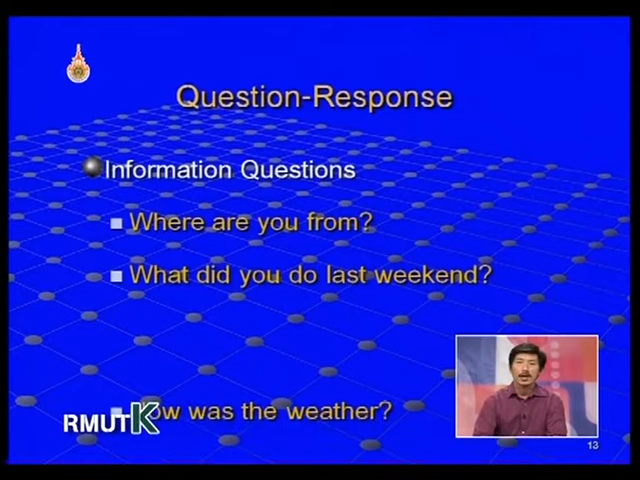 Question-Response
Information Questions
Where are you from?
What did you do last weekend?
ow was the weather?
RMUTK
13